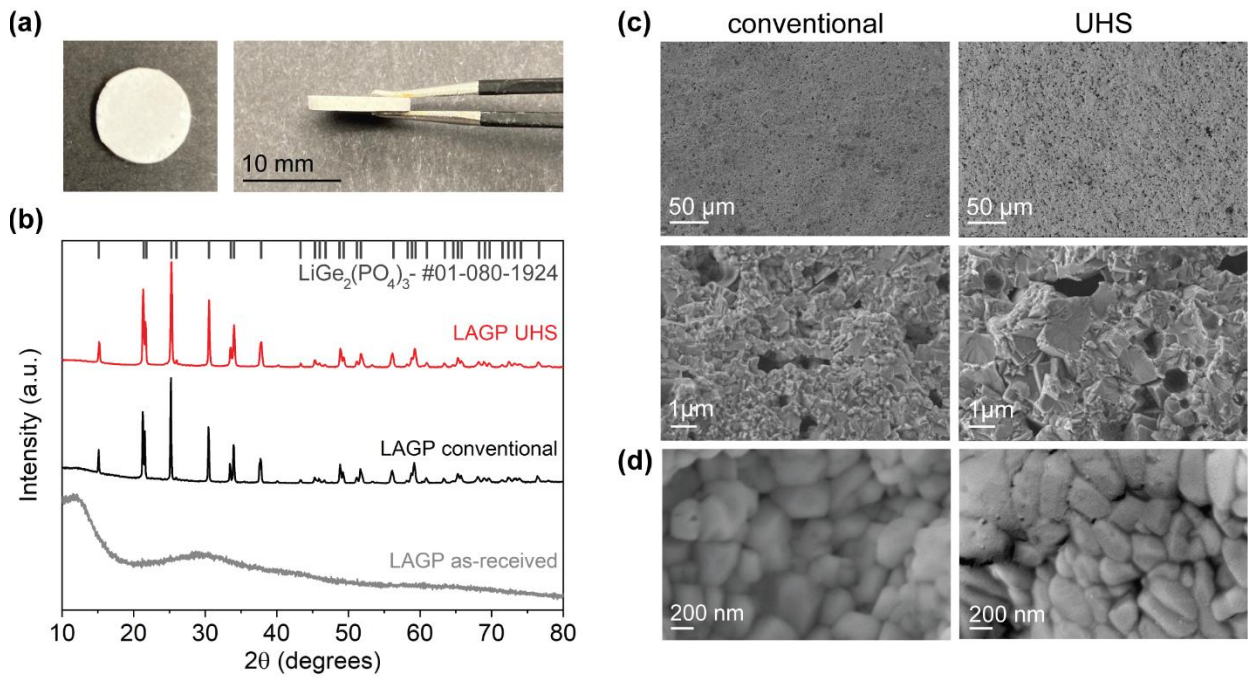 (a)
10 mm
(b)
LiGe₂(PO₄)₃- #01-080-1924
LAGP UHS
LAGP conventional
LAGP as-received
Intensity (a.u.)
10 20 30 40 50 60 70 80
2θ (degrees)
(c)
conventional UHS
50 µm 50 µm
1µm 1µm
(d)
200 nm 200 nm